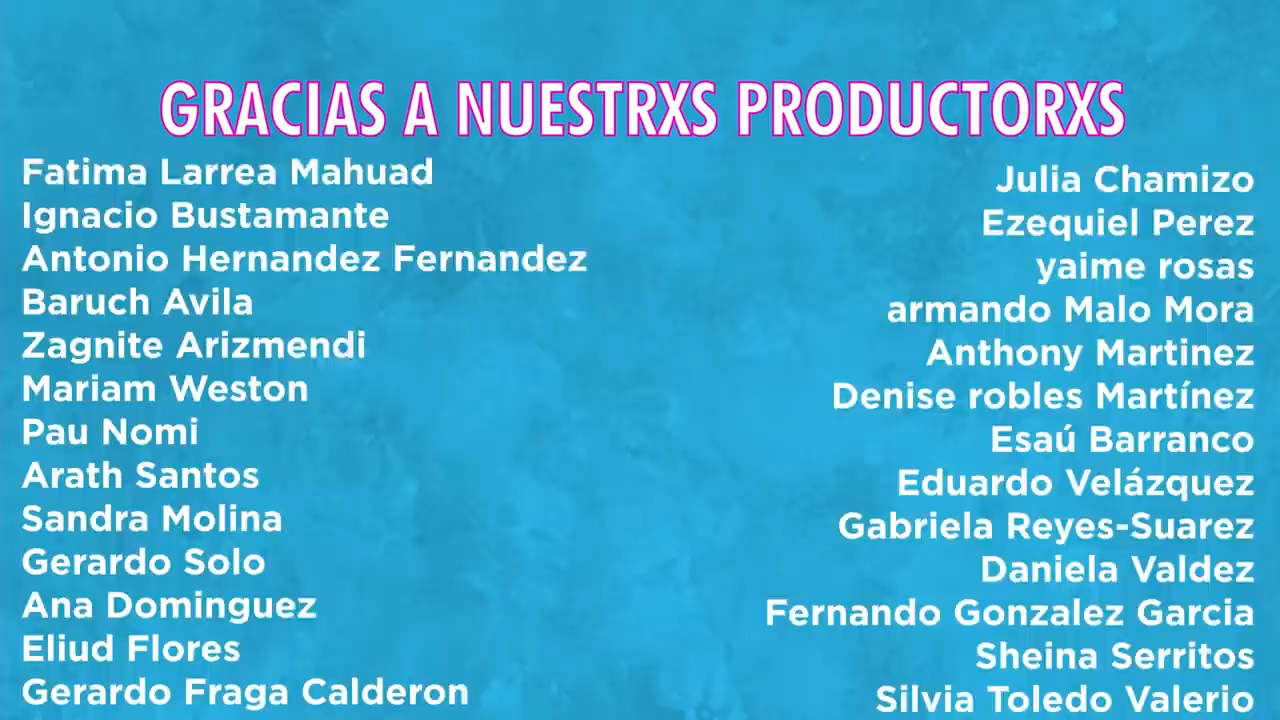 GRACIAS A NUESTRXS PRODUCTORXS
Fatima Larrea Mahuad
Ignacio Bustamante
Antonio Hernandez Fernandez
Baruch Avila
Zagnite Arizmendi
Mariam Weston
Pau Nomi
Arath Santos
Sandra Molina
Gerardo Solo
Ana Dominguez
Eliud Flores
Gerardo Fraga Calderon
Julia Chamizo
Ezequiel Perez
yaime rosas
armando Malo Mora
Anthony Martinez
Denise robles Martínez
Esaú Barranco
Eduardo Velázquez
Gabriela Reyes-Suarez
Daniela Valdez
Fernando Gonzalez Garcia
Sheina Serritos
Silvia Toledo Valerio